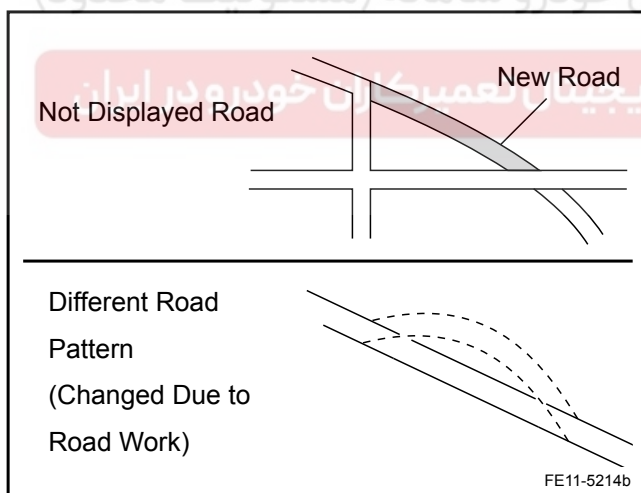 New Road
Not Displayed Road
Different Road
Pattern
(Changed Due to
Road Work)
FE11-5214b